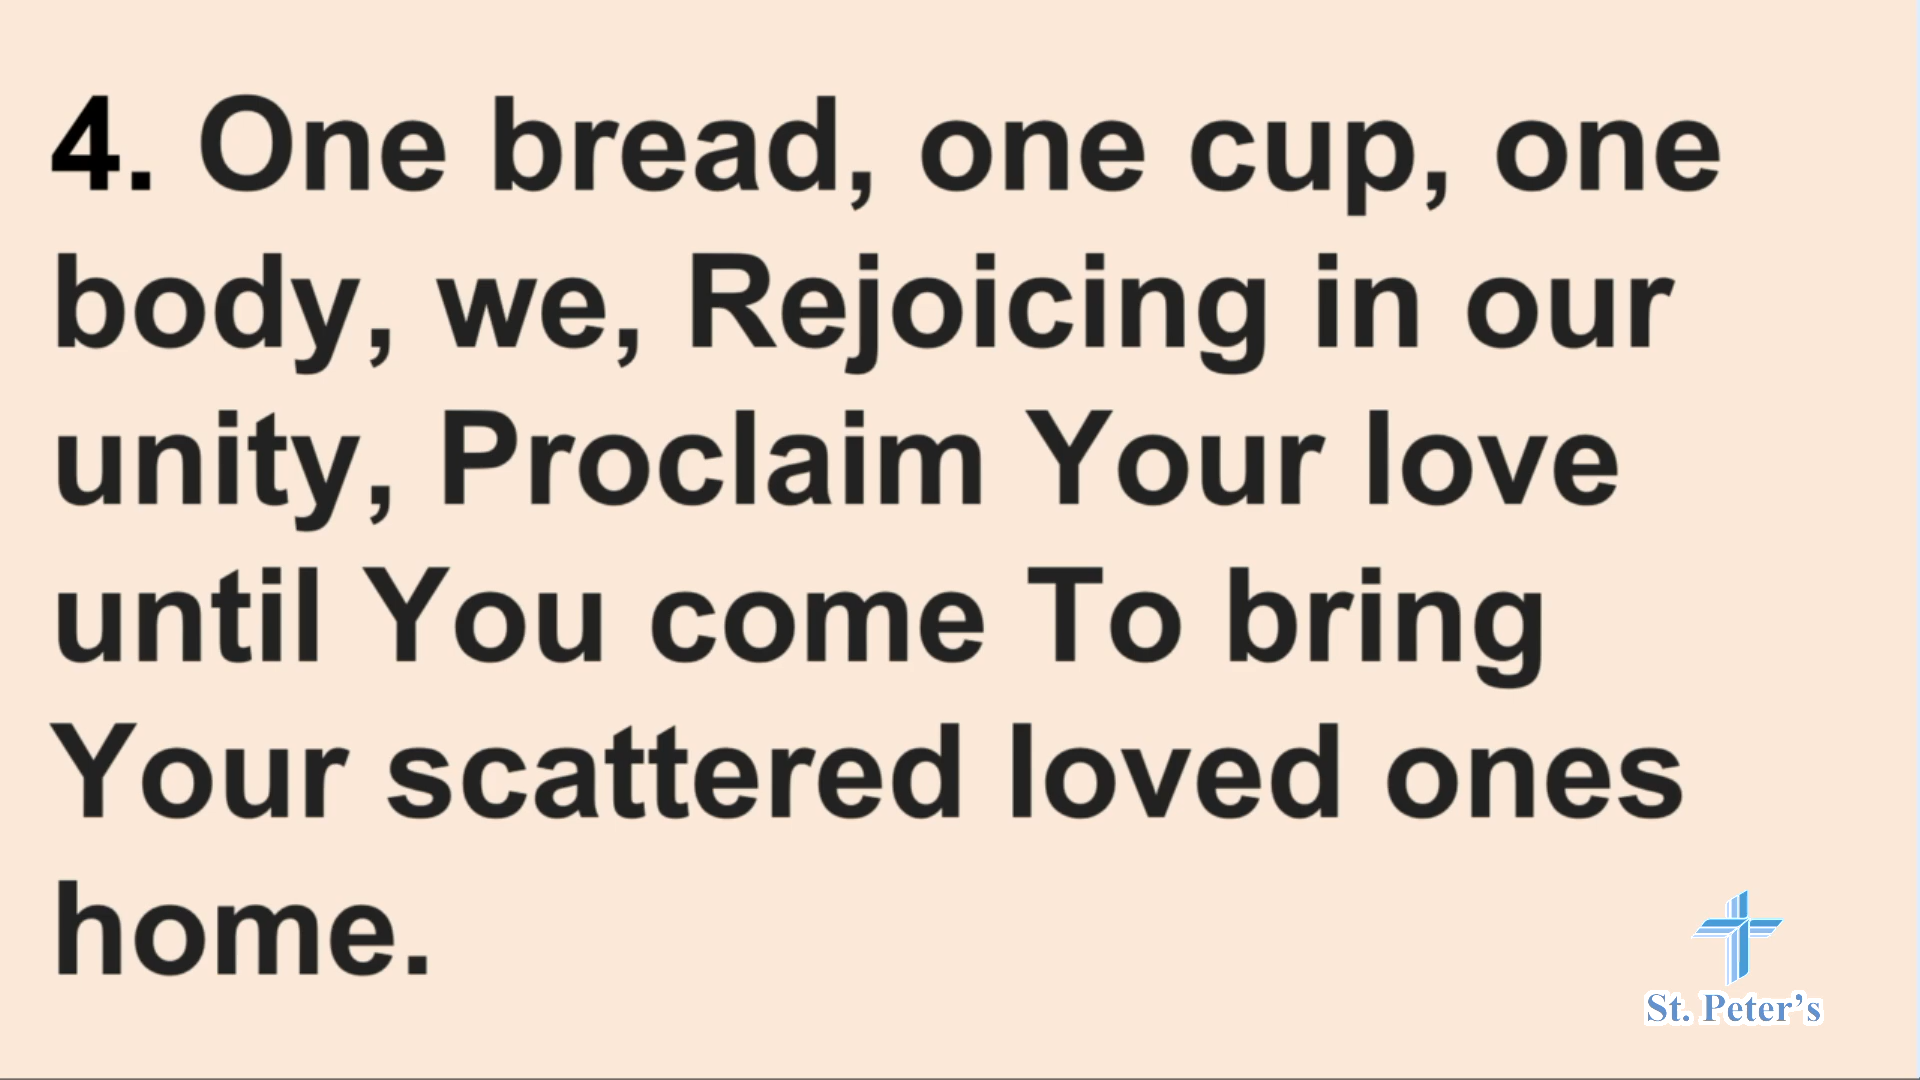 4. One bread, one cup, one
body, we, Rejoicing in our
unity, Proclaim Your love
until You come To bring
Your scattered loved ones
home.
St. Peter’s